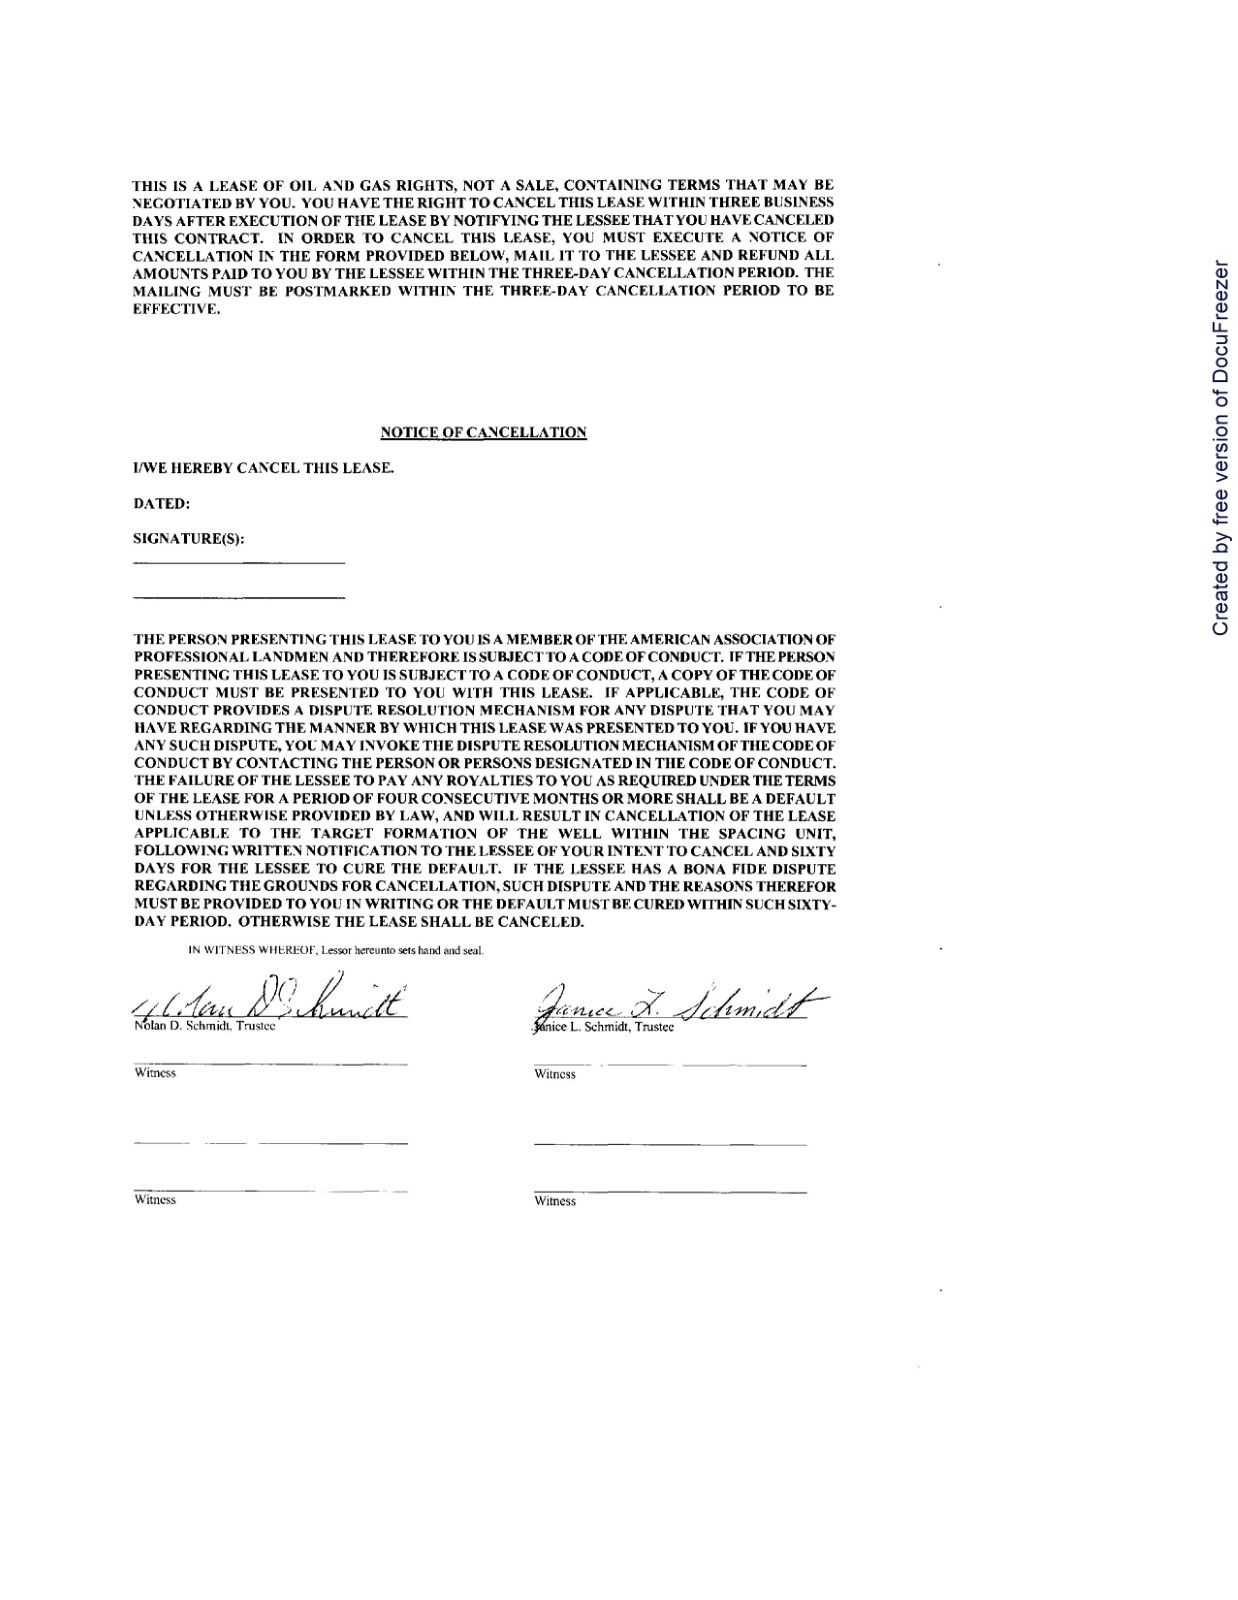 THIS IS A LEASE OF OIL AND GAS RIGHTS, NOT A SALE, CONTAINING TERMS THAT MAY BE
NEGOTIATED BY YOU. YOU HAVE THE RIGHT TO CANCEL THIS LEASE WITHIN THREE BUSINESS
DAYS AFTER EXECUTION OF THE LEASE BY NOTIFYING THE LESSEE THAT YOU HAVE CANCELED
THIS CONTRACT. IN ORDER TO CANCEL THIS LEASE, YOU MUST EXECUTE A NOTICE OF
CANCELLATION IN THE FORM PROVIDED BELOW, MAIL IT TO THE LESSEE AND REFUND ALL
AMOUNTS PAID TO YOU BY THE LESSEE WITHIN THE THREE-DAY CANCELLATION PERIOD. THE
MAILING MUST BE POSTMARKED WITHIN THE THREE-DAY CANCELLATION PERIOD TO BE
EFFECTIVE.
NOTICE OF CANCELLATION
I/WE HEREBY CANCEL THIS LEASE.
DATED:
SIGNATURE(S):
THE PERSON PRESENTING THIS LEASE TO YOU IS A MEMBER OF THE AMERICAN ASSOCIATION OF
PROFESSIONAL LANDMEN AND THEREFORE IS SUBJECT TO A CODE OF CONDUCT. IF THE PERSON
PRESENTING THIS LEASE TO YOU IS SUBJECT TO A CODE OF CONDUCT, A COPY OF THE CODE OF
CONDUCT MUST BE PRESENTED TO YOU WITH THIS LEASE. IF APPLICABLE, THE CODE OF
CONDUCT PROVIDES A DISPUTE RESOLUTION MECHANISM FOR ANY DISPUTE THAT YOU MAY
HAVE REGARDING THE MANNER BY WHICH THIS LEASE WAS PRESENTED TO YOU. IF YOU HAVE
ANY SUCH DISPUTE, YOU MAY INVOKE THE DISPUTE RESOLUTION MECHANISM OF THE CODE OF
CONDUCT BY CONTACTING THE PERSON OR PERSONS DESIGNATED IN THE CODE OF CONDUCT.
THE FAILURE OF THE LESSEE TO PAY ANY ROYALTIES TO YOU AS REQUIRED UNDER THE TERMS
OF THE LEASE FOR A PERIOD OF FOUR CONSECUTIVE MONTHS OR MORE SHALL BE A DEFAULT
UNLESS OTHERWISE PROVIDED BY LAW, AND WILL RESULT IN CANCELLATION OF THE LEASE
APPLICABLE TO THE TARGET FORMATION OF THE WELL WITHIN THE SPACING UNIT,
FOLLOWING WRITTEN NOTIFICATION TO THE LESSEE OF YOUR INTENT TO CANCEL AND SIXTY
DAYS FOR THE LESSEE TO CURE THE DEFAULT. IF THE LESSEE HAS A BONA FIDE DISPUTE
REGARDING THE GROUNDS FOR CANCELLATION, SUCH DISPUTE AND THE REASONS THEREFOR
MUST BE PROVIDED TO YOU IN WRITING OR THE DEFAULT MUST BE CURED WITHIN SUCH SIXTY-
DAY PERIOD. OTHERWISE THE LEASE SHALL BE CANCELED.
IN WITNESS WHEREOF, Lessor hereunto sets hand and seal.
Nolan D Schmidt
Janice L. Schmidt
Nolan D. Schmidt, Trustee
Janice L. Schmidt, Trustee
Witness
Witness
Witness
Witness
Created by free version of DocuFreezer